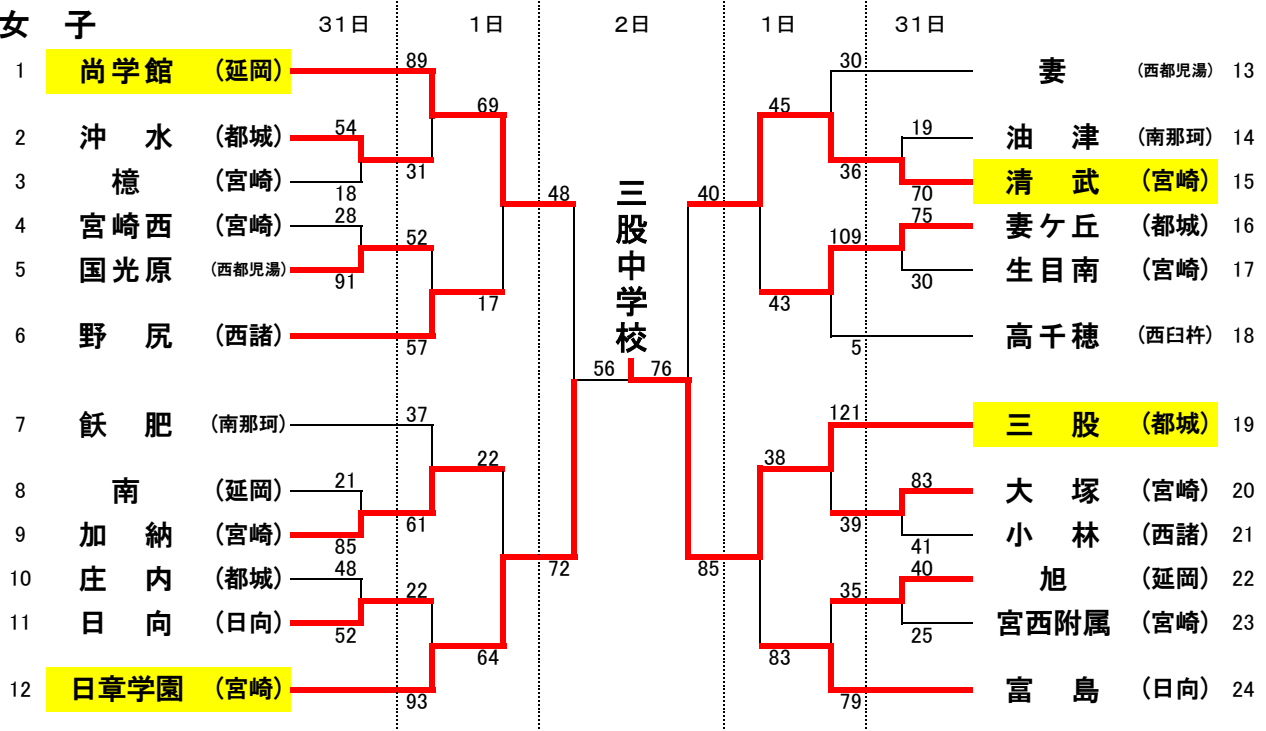 女 子
31日 1日 2日 1日 31日
1 尚学館 (延岡) 89
30 妻 (西都児湯) 13
69
45
2 沖 水 (都城) 54
19 油 津 (南那珂) 14
31
36
3 檍 (宮崎) 18
70 清 武 (宮崎) 15
48
40
4 宮崎西 (宮崎) 28
75 妻ケ丘 (都城) 16
52
109
5 国光原 (西都児湯) 91
30 生目南 (宮崎) 17
17
43
6 野 尻 (西諸) 57
5 高千穂 (西臼杵) 18
三股中学校
56 76
7 飫 肥 (南那珂) 37
121 三 股 (都城) 19
22
38
8 南 (延岡) 21
83 大 塚 (宮崎) 20
61
39
9 加 納 (宮崎) 85
41 小 林 (西諸) 21
72
85
10 庄 内 (都城) 48
40 旭 (延岡) 22
22
35
11 日 向 (日向) 52
25 宮西附属 (宮崎) 23
64
83
12 日章学園 (宮崎) 93
79 富 島 (日向) 24